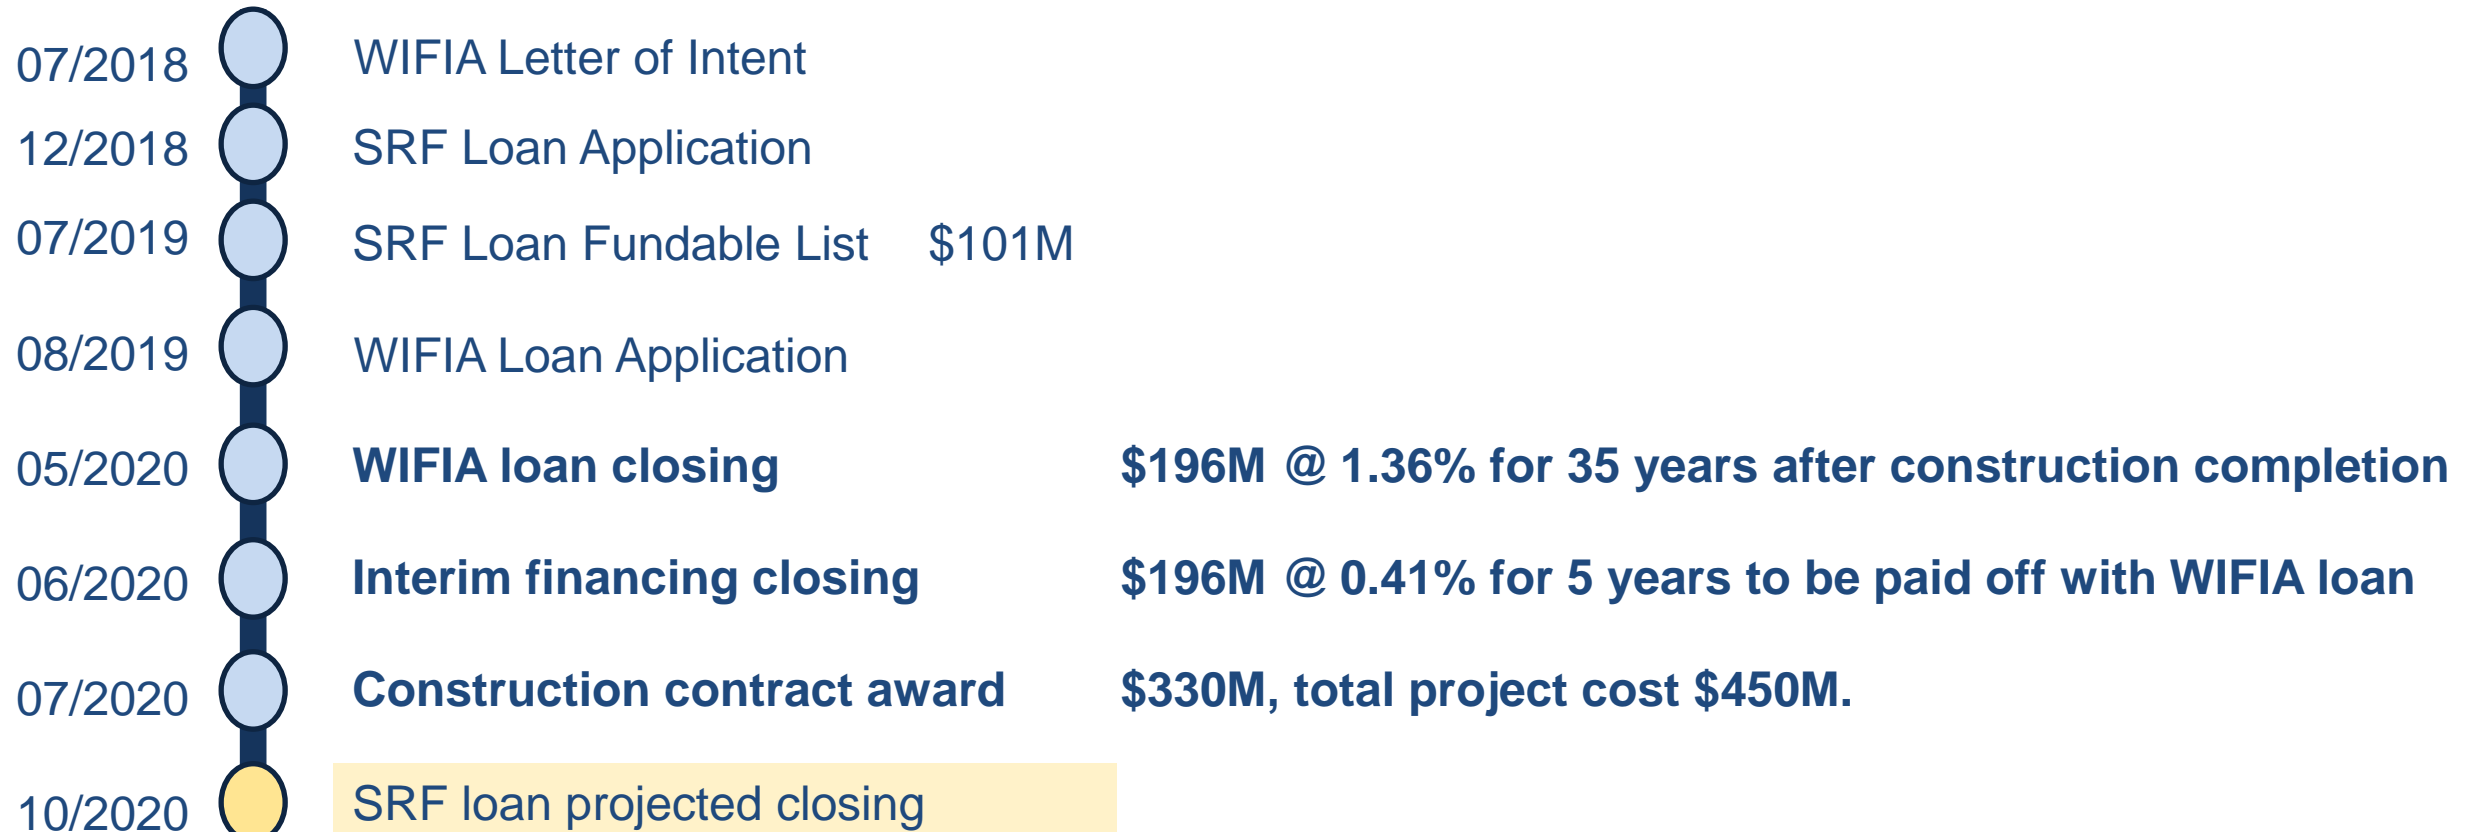 07/2018 WIFIA Letter of Intent
12/2018 SRF Loan Application
07/2019 SRF Loan Fundable List $101M
08/2019 WIFIA Loan Application
05/2020 WIFIA loan closing $196M @ 1.36% for 35 years after construction completion
06/2020 Interim financing closing $196M @ 0.41% for 5 years to be paid off with WIFIA loan
07/2020 Construction contract award $330M, total project cost $450M.
10/2020 SRF loan projected closing